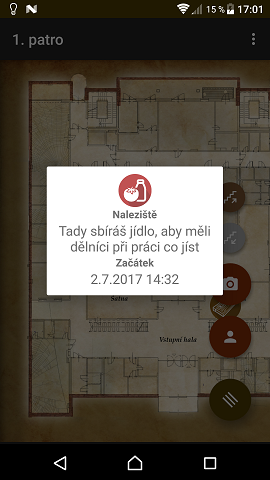 15 % 17:01
1. patro
Naleziště
Tady sbíráš jídlo, aby měli
dělníci při práci co jíst
Začátek
2.7.2017 14:32
Šatna
Vstupní hala